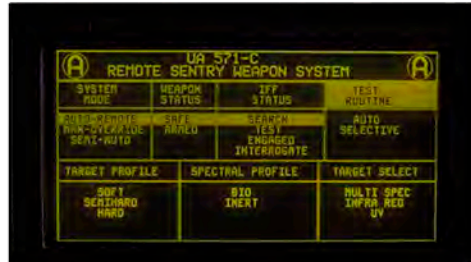 UA 571-C
A REMOTE SENTRY WEAPON SYSTEM A
SYSTEM MODE
WEAPON STATUS
IFF STATUS
TEST ROUTINE
AUTO-REMOTE
MAN-OVERRIDE
SEMI-AUTO
SAFE
ARMED
SEARCH
TEST
ENGAGED
INTERROGATE
AUTO
SELECTIVE
TARGET PROFILE
SPECTRAL PROFILE
TARGET SELECT
SOFT
SEMIHARD
HARD
BIO
INERT
MULTI SPEC
INFRA RED
UV